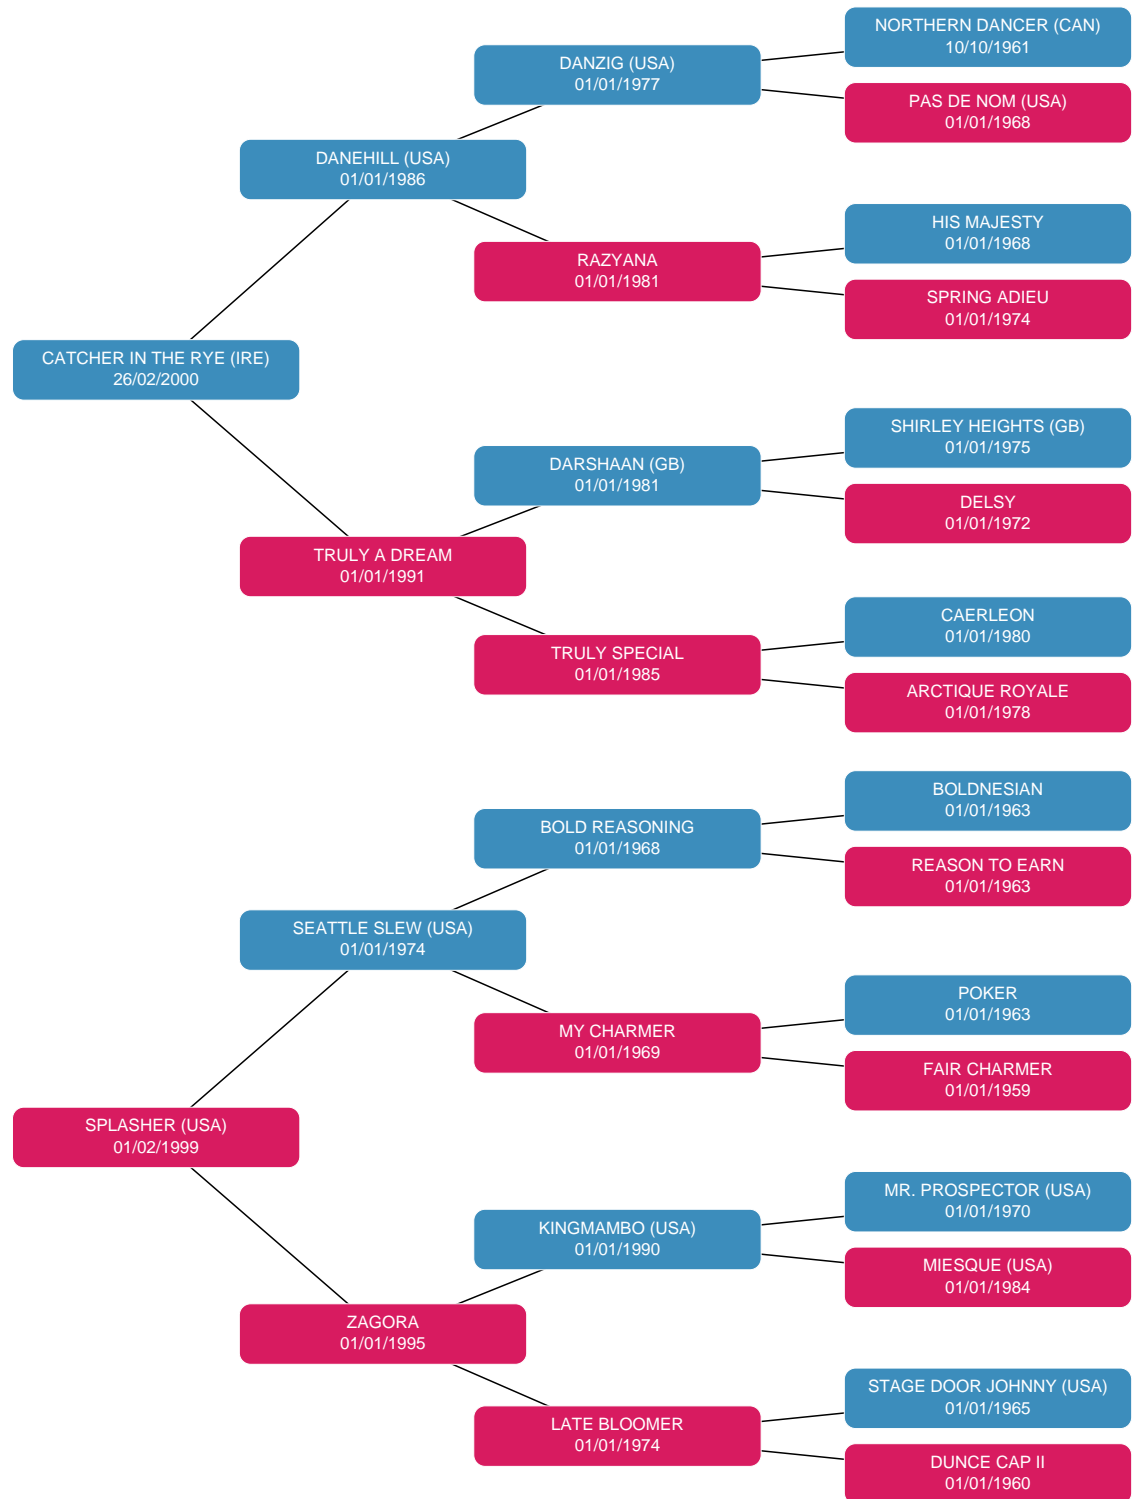 NORTHERN DANCER (CAN)
10/10/1961
DANZIG (USA)
01/01/1977
PAS DE NOM (USA)
01/01/1968
DANEHILL (USA)
01/01/1986
HIS MAJESTY
01/01/1968
RAZYANA
01/01/1981
SPRING ADIEU
01/01/1974
CATCHER IN THE RYE (IRE)
26/02/2000
SHIRLEY HEIGHTS (GB)
01/01/1975
DARSHAAN (GB)
01/01/1981
DELSY
01/01/1972
TRULY A DREAM
01/01/1991
CAERLEON
01/01/1980
TRULY SPECIAL
01/01/1985
ARCTIQUE ROYALE
01/01/1978
BOLDNESIAN
01/01/1963
BOLD REASONING
01/01/1968
REASON TO EARN
01/01/1963
SEATTLE SLEW (USA)
01/01/1974
POKER
01/01/1963
MY CHARMER
01/01/1969
FAIR CHARMER
01/01/1959
SPLASHER (USA)
01/02/1999
MR. PROSPECTOR (USA)
01/01/1970
KINGMAMBO (USA)
01/01/1990
MIESQUE (USA)
01/01/1984
ZAGORA
01/01/1995
STAGE DOOR JOHNNY (USA)
01/01/1965
LATE BLOOMER
01/01/1974
DUNCE CAP II
01/01/1960